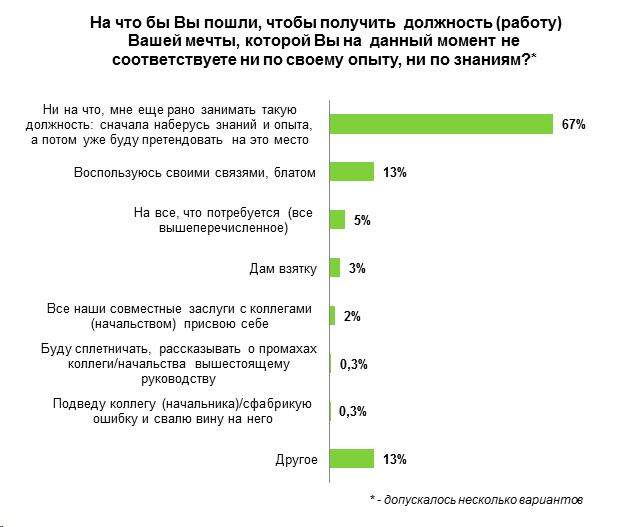 На что бы Вы пошли, чтобы получить должность (работу)
Вашей мечты, которой Вы на данный момент не
соответствуете ни по своему опыту, ни по знаниям?*
Ни на что, мне еще рано занимать такую
должность: сначала наберусь знаний и опыта,
а потом уже буду претендовать на это место
67%
Воспользуюсь своими связями, блатом
13%
На все, что потребуется (все
вышеперечисленное)
5%
Дам взятку
3%
Все наши совместные заслуги с коллегами
(начальством) присвою себе
2%
Буду сплетничать, рассказывать о промахах
коллеги/начальства вышестоящему
руководству
0,3%
Подведу коллегу (начальника)/сфабрикую
ошибку и свалю вину на него
0,3%
Другое
13%
* - допускалось несколько вариантов